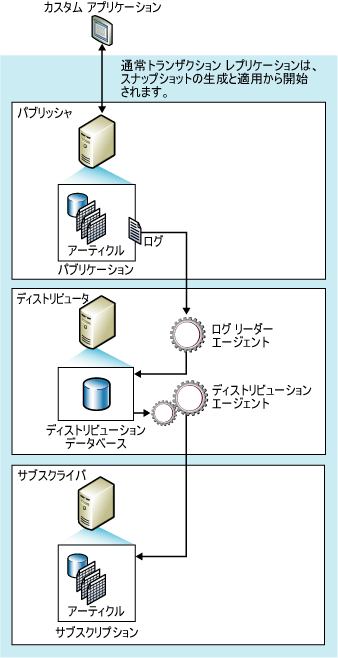 カスタム アプリケーション
通常トランザクション レプリケーションは、
スナップショットの生成と適用から開始
されます。
パブリッシャ
アーティクル
ログ
パブリケーション
ディストリビュータ
ログ リーダー
エージェント
ディストリビューション
エージェント
ディストリビューション
データベース
サブスクライバ
アーティクル
サブスクリプション